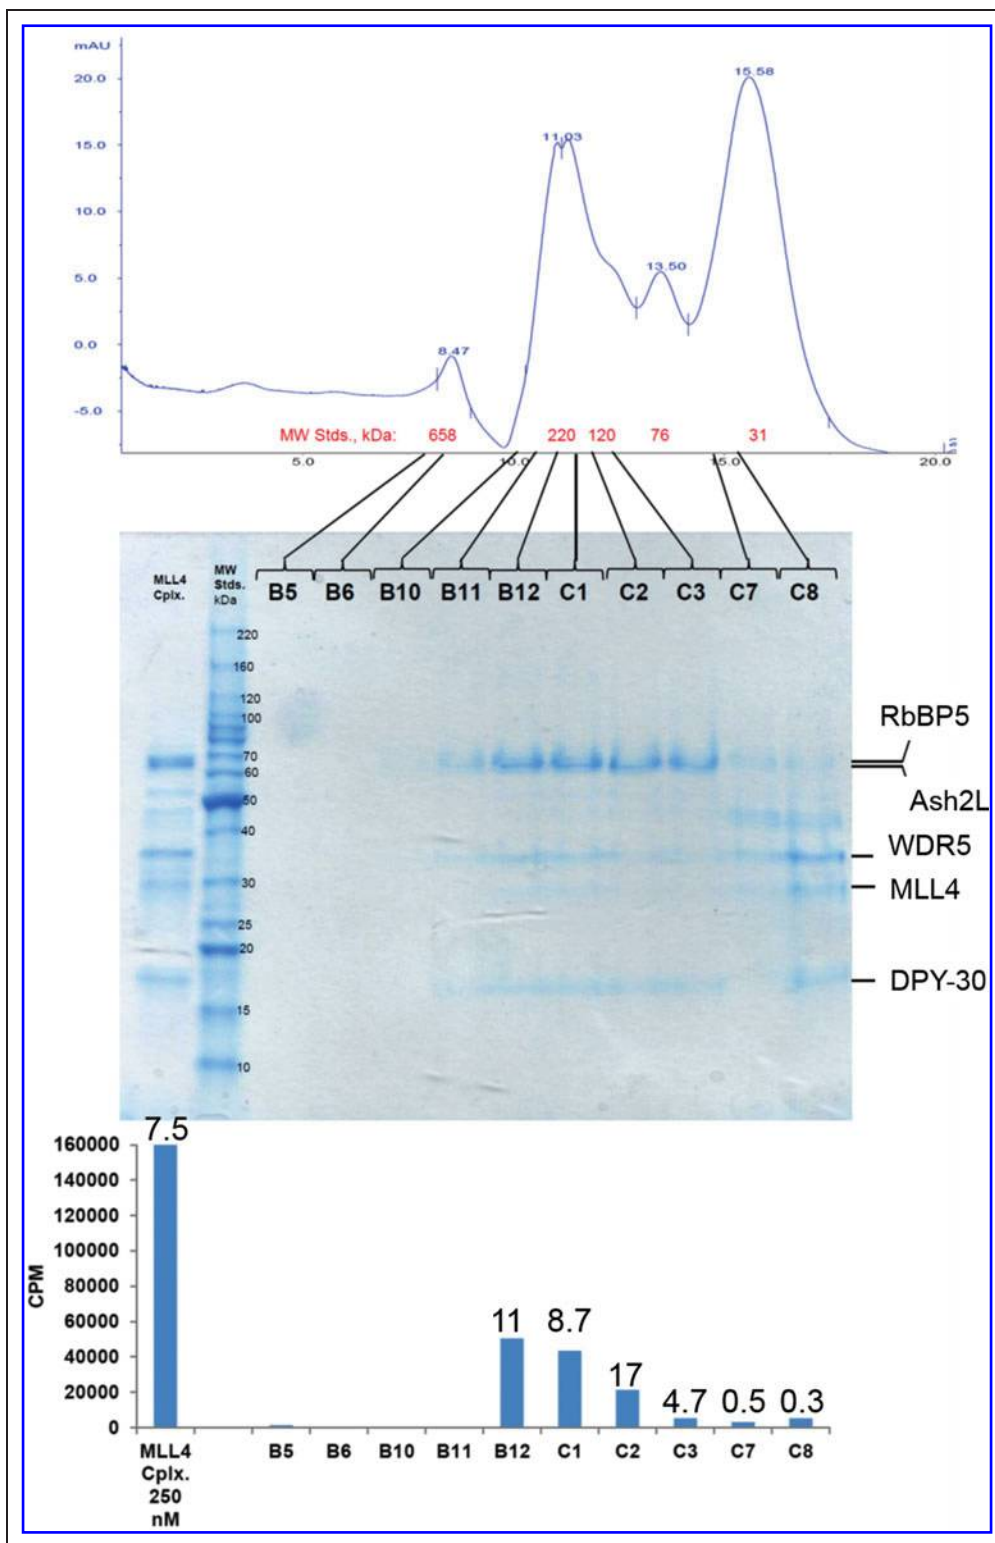 mAU
20.0
15.0
10.0
5.0
0.0
-5.0
8.47
11.03
13.50
15.58
MW Stds., kDa: 658 220 120 76 31
5.0 10.0 15.0 20.0
MLL4
Cplx.
MW
Stds.
kDa
B5 B6 B10 B11 B12 C1 C2 C3 C7 C8
220
160
120
100
70
60
50
40
30
25
20
15
10
RbBP5
Ash2L
WDR5
MLL4
DPY-30
CPM
160000
140000
120000
100000
80000
60000
40000
20000
0
7.5 11 8.7 17 4.7 0.5 0.3
MLL4
Cplx.
250
nM
B5 B6 B10 B11 B12 C1 C2 C3 C7 C8